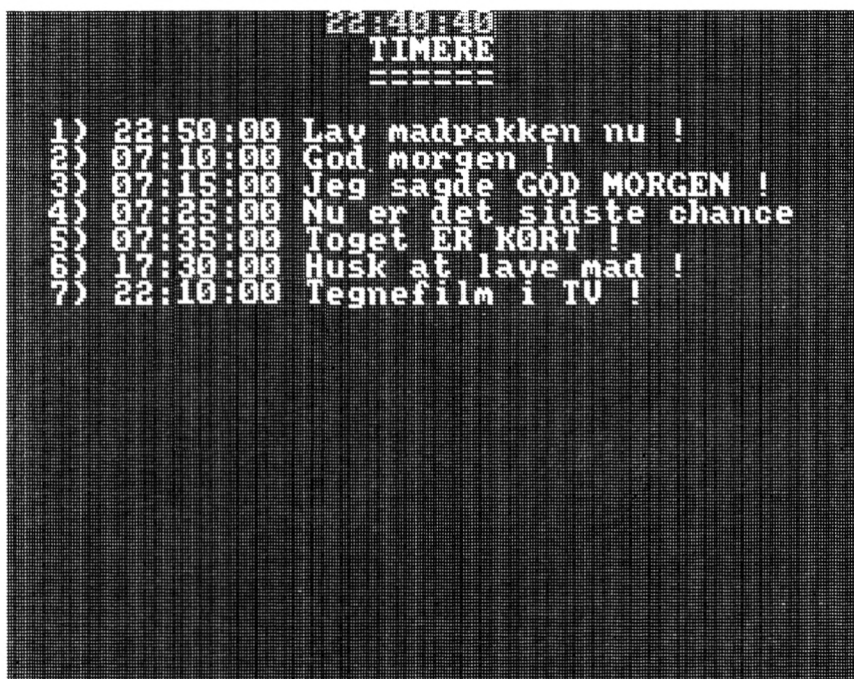 22:40:40
TIMERE
======
1) 22:50:00 Lav madpakken nu !
2) 07:10:00 God morgen !
3) 07:15:00 Jeg sagde GOD MORGEN !
4) 07:25:00 Nu er det sidste chance
5) 07:35:00 Toget ER KØRT !
6) 17:30:00 Husk at lave mad !
7) 22:10:00 Tegnefilm i TV !